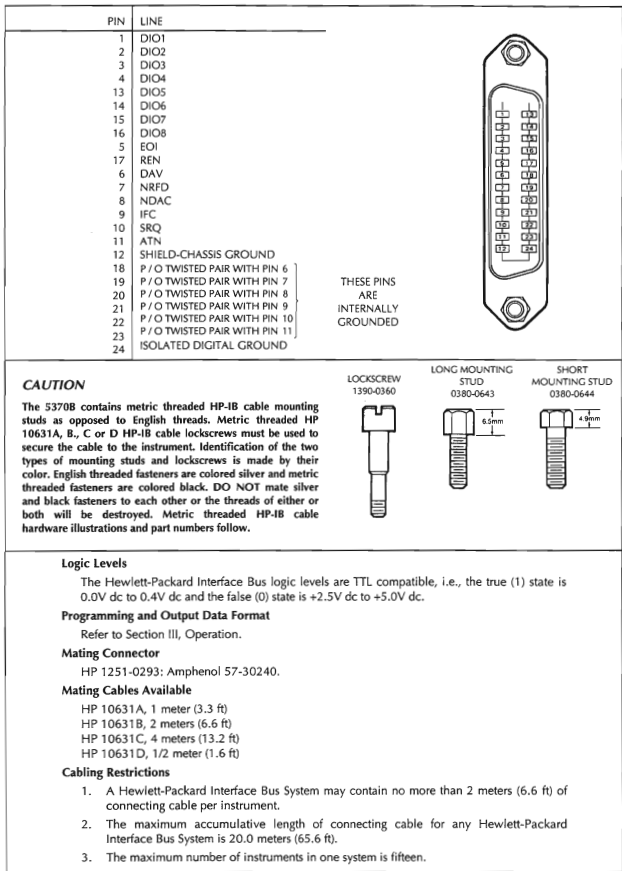 PIN LINE
1 DIO1
2 DIO2
3 DIO3
4 DIO4
13 DIO5
14 DIO6
15 DIO7
16 DIO8
5 EOI
17 REN
6 DAV
7 NRFD
8 NDAC
9 IFC
10 SRQ
11 ATN
12 SHIELD-CHASSIS GROUND
18 P/O TWISTED PAIR WITH PIN 6
19 P/O TWISTED PAIR WITH PIN 7
20 P/O TWISTED PAIR WITH PIN 8
21 P/O TWISTED PAIR WITH PIN 9
22 P/O TWISTED PAIR WITH PIN 10
23 P/O TWISTED PAIR WITH PIN 11
24 ISOLATED DIGITAL GROUND
THESE PINS
ARE
INTERNALLY
GROUNDED
1 13
2 14
3 15
4 16
5 17
6 18
7 19
8 20
9 21
10 22
11 23
12 24
CAUTION
The 5370B contains metric threaded HP-IB cable mounting
studs as opposed to English threads. Metric threaded HP
10631A, B., C or D HP-IB cable lockscrews must be used to
secure the cable to the instrument. Identification of the two
types of mounting studs and lockscrews is made by their
color. English threaded fasteners are colored silver and metric
threaded fasteners are colored black. DO NOT mate silver
and black fasteners to each other or the threads of either or
both will be destroyed. Metric threaded HP-IB cable
hardware illustrations and part numbers follow.
LOCKSCREW
1390-0360
LONG MOUNTING
STUD
0380-0643
6.5mm
SHORT
MOUNTING STUD
0380-0644
4.9mm
Logic Levels
The Hewlett-Packard Interface Bus logic levels are TTL compatible, i.e., the true (1) state is
0.0V dc to 0.4V dc and the false (0) state is +2.5V dc to +5.0V dc.
Programming and Output Data Format
Refer to Section III, Operation.
Mating Connector
HP 1251-0293: Amphenol 57-30240.
Mating Cables Available
HP 10631A, 1 meter (3.3 ft)
HP 10631B, 2 meters (6.6 ft)
HP 10631C, 4 meters (13.2 ft)
HP 10631D, 1/2 meter (1.6 ft)
Cabling Restrictions
1. A Hewlett-Packard Interface Bus System may contain no more than 2 meters (6.6 ft) of
connecting cable per instrument.
2. The maximum accumulative length of connecting cable for any Hewlett-Packard
Interface Bus System is 20.0 meters (65.6 ft).
3. The maximum number of instruments in one system is fifteen.